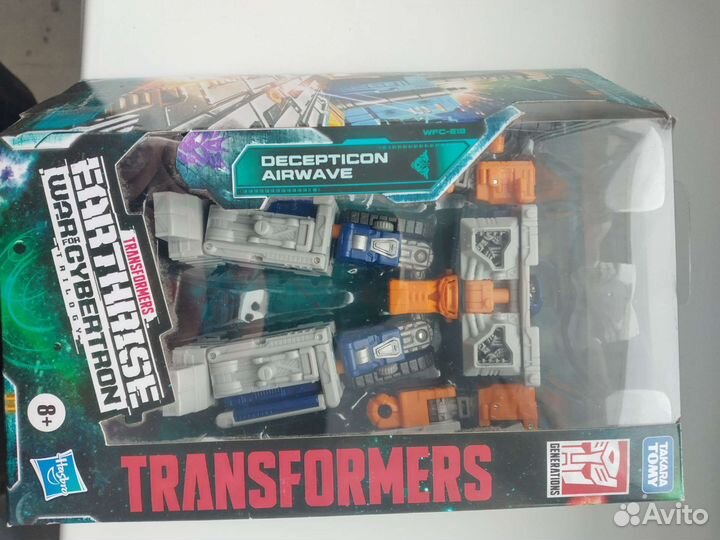 WFC-E18
DECEPTICON
AIRWAVE
TRANSFORMERS
EARTHRISE
WAR FOR CYBERTRON
TRILOGY
8+
Hasbro
TRANSFORMERS
GENERATIONS
TAKARA
TOMY
Avito